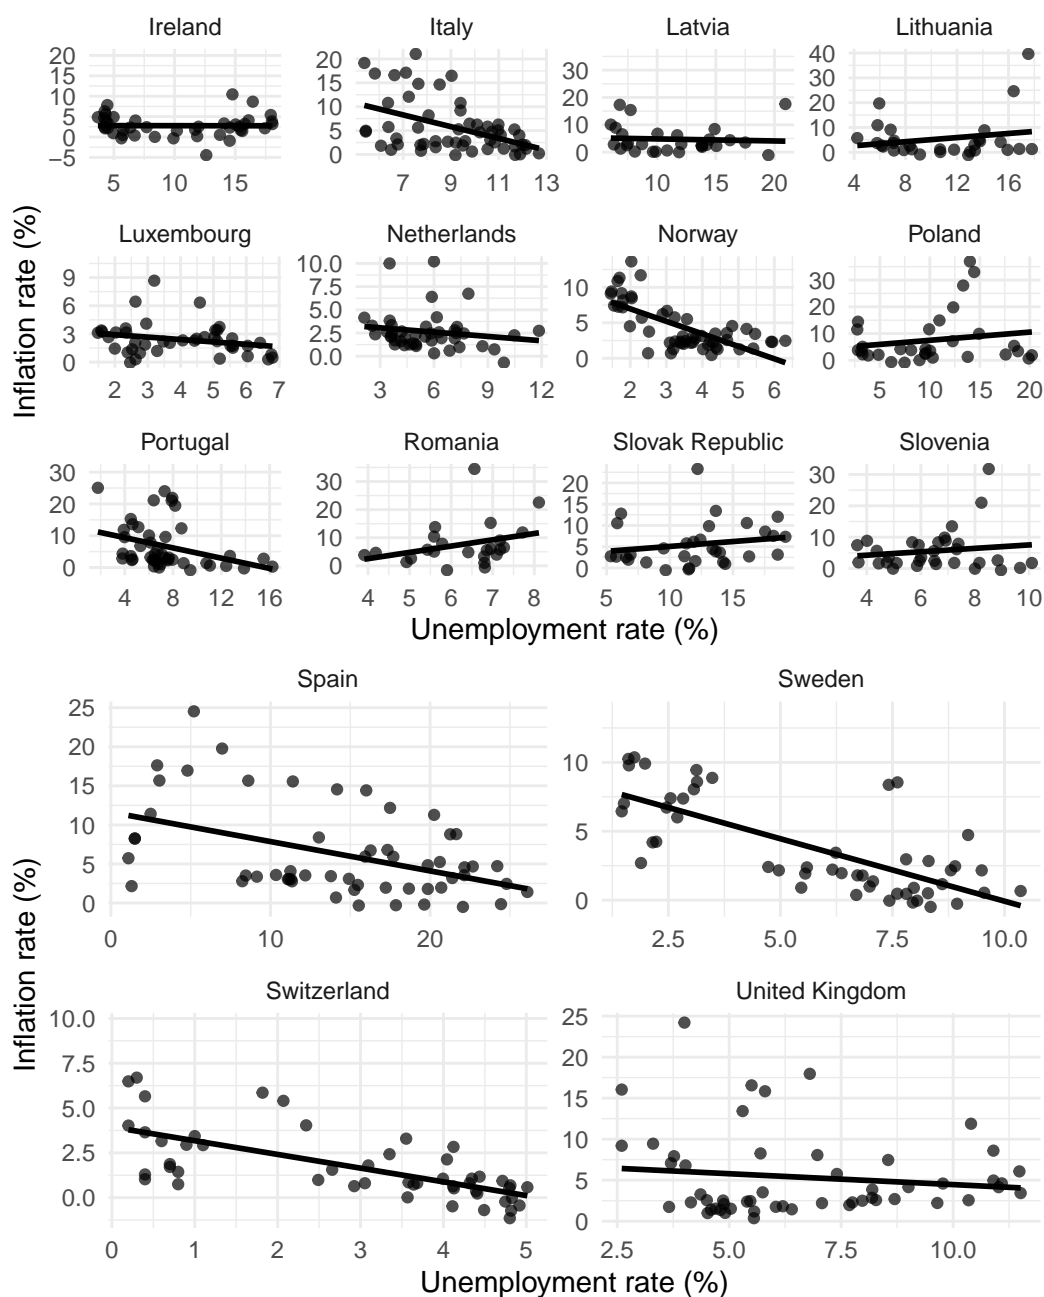 Ireland Italy Latvia Lithuania
20 15 10 5 0 −5
20 15 10 5 0
30 20 10 0
40 30 20 10 0
5 10 15
7 9 11 13
10 15 20
4 8 12 16
Luxembourg Netherlands Norway Poland
9 6 3 0
10.0 7.5 5.0 2.5 0.0
10 5 0
30 20 10 0
2 3 4 5 6 7
3 6 9 12
2 3 4 5 6
5 10 15 20
Portugal Romania Slovak Republic Slovenia
30 20 10 0
30 20 10 0
20 15 10 5 0
30 20 10 0
4 8 12 16
4 5 6 7 8
5 10 15
4 6 8 10
Inflation rate (%)
Unemployment rate (%)
Spain Sweden
25 20 15 10 5 0
10 5 0
0 10 20
2.5 5.0 7.5 10.0
Switzerland United Kingdom
10.0 7.5 5.0 2.5 0.0
25 20 15 10 5 0
0 1 2 3 4 5
2.5 5.0 7.5 10.0
Inflation rate (%)
Unemployment rate (%)